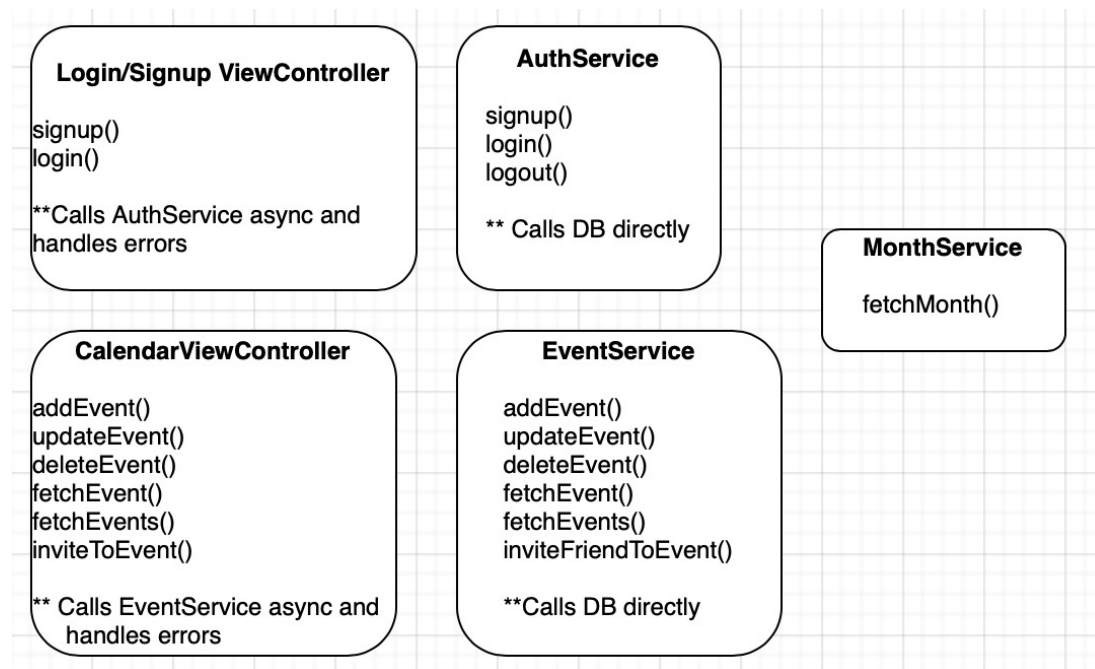 Login/Signup ViewController
signup()
login()
**Calls AuthService async and
handles errors
AuthService
signup()
login()
logout()
** Calls DB directly
MonthService
fetchMonth()
CalendarViewController
addEvent()
updateEvent()
deleteEvent()
fetchEvent()
fetchEvents()
inviteToEvent()
** Calls EventService async and
handles errors
EventService
addEvent()
updateEvent()
deleteEvent()
fetchEvent()
fetchEvents()
inviteFriendToEvent()
**Calls DB directly